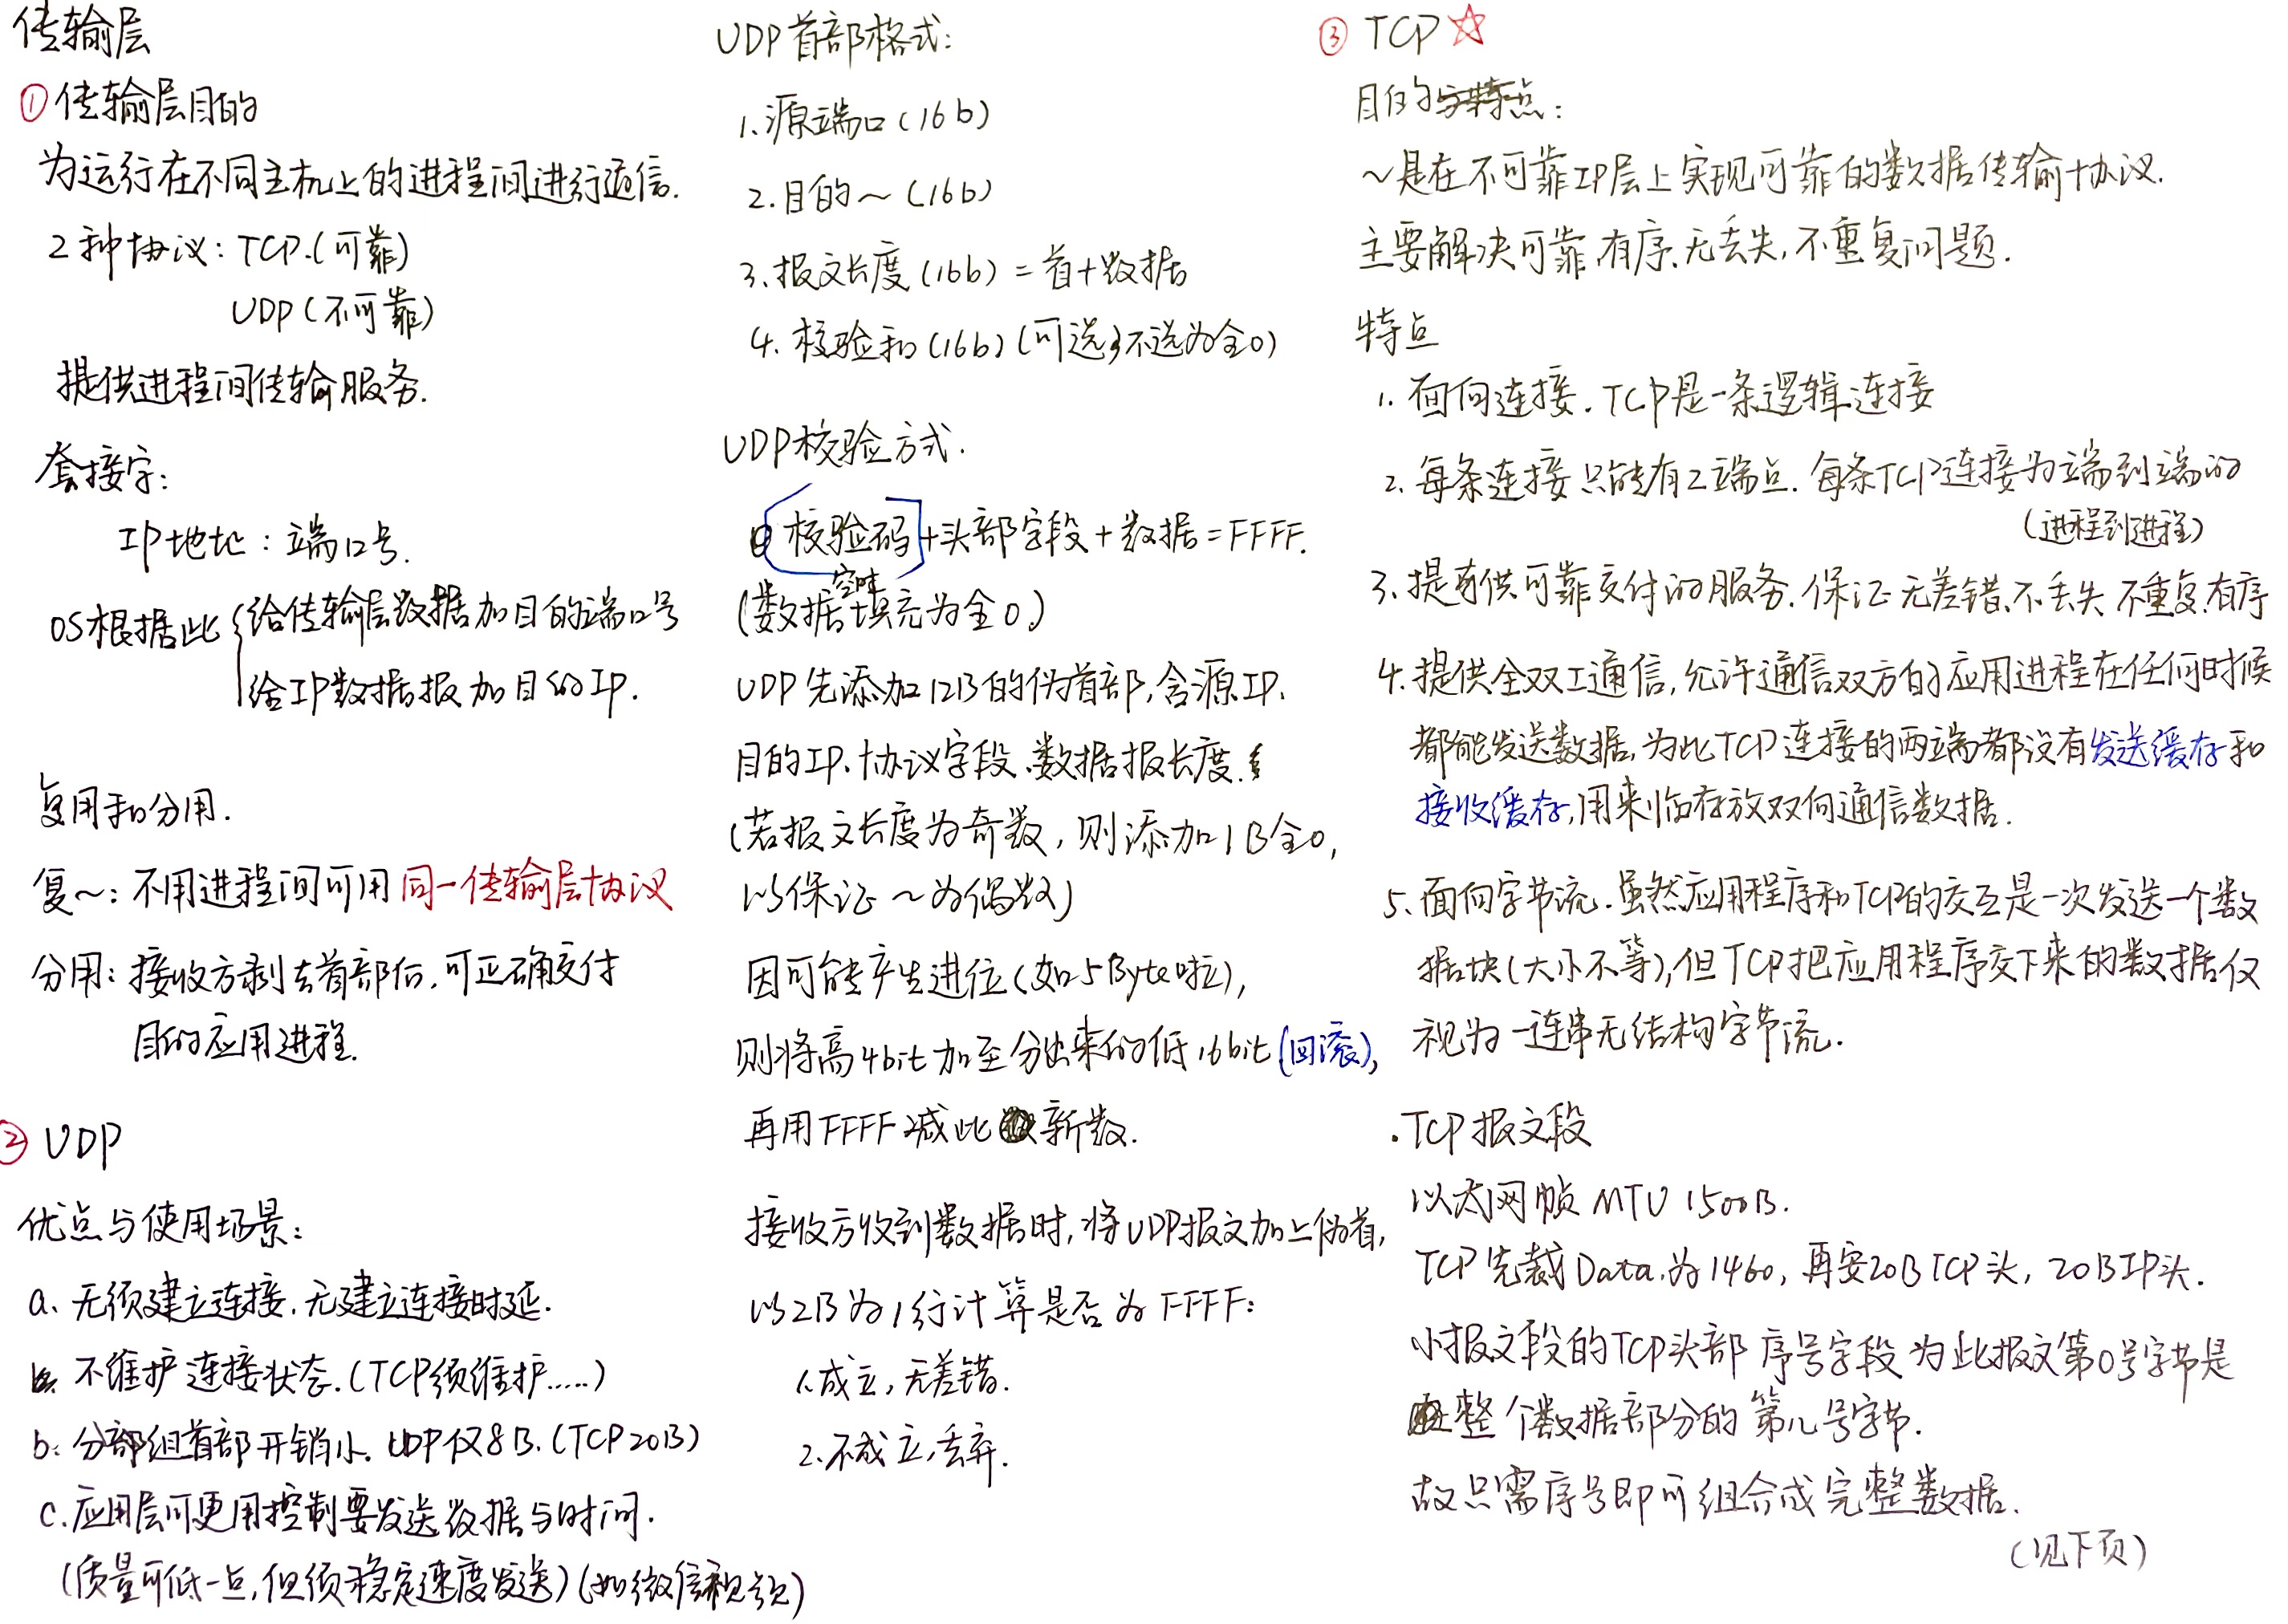 传输层
①传输层目的
为运行在不同主机上的进程间进行通信.
2种协议: TCP.(可靠)
UDP(不可靠)
提供进程间传输服务.
套接字:
IP地址:端口号.
OS根据此{给传输层数据加目的端口号
给IP数据报加目的IP.
复用和分用.
复~:不用进程间可用同一传输层协议
分用:接收方剥去首部后,可正确交付
目的应用进程.
② UDP
优点与使用场景:
a. 无须建立连接.无建立连接时延.
不维护连接状态.(TCP须维护.....)
b: 分组首部开销小. UDP仅8B.(TCP20B)
c.应用层可更用控制要发送数据与时间.
(质量可低一点,但须稳定速度发送)(如微信视频)
UDP首部格式:
1.源端口(16b)
2.目的~(16b)
3.报文长度(16b)=首+数据
4.校验和(16b)(可选,不选为全0)
UDP校验方式.
校验码+头部字段+数据=FFFF.
空时
(数据填充为全0)
UDP先添加12B的伪首部,含源IP.
目的IP.协议字段.数据报长度.
(若报文长度为奇数,则添加1B全0,
以保证~为偶数)
因可能产生进位(如5Byte啦),
则将高4bit加至分出来的低16bit(回滚),
再用FFFF减此新数.
接收方收到数据时,将UDP报文加上伪首,
以2B为1行计算是否为FFFF:
1.成立,无差错.
2.不成立,丢弃.
③ TCP☆
目的与特点:
~是在不可靠IP层上实现可靠的数据传输协议.
主要解决可靠.有序.无丢失,不重复问题.
特点
1. 面向连接.TCP是一条逻辑连接
2. 每条连接只能有2端点.每条TCP连接为端到端的
(进程到进程)
3.提供可靠交付的服务.保证无差错.不丢失 不重复.有序
4.提供全双工通信,允许通信双方的应用进程在任何时候
都能发送数据,为此TCP连接的两端都设有发送缓存和
接收缓存,用来临存放双向通信数据.
5.面向字节流.虽然应用程序和TCP的交互是一次发送一个数
据块(大小不等),但TCP把应用程序交下来的数据仅
视为一连串无结构字节流.
·TCP报文段
以太网帧 MTU 1500B.
TCP先裁Data.为1460,再安20B TCP头,20B IP头.
小报文段的TCP头部 序号字段 为此报文第0号字节是
整个数据部分的第几号字节.
故只需序号即可组合成完整数据.
(见下页)